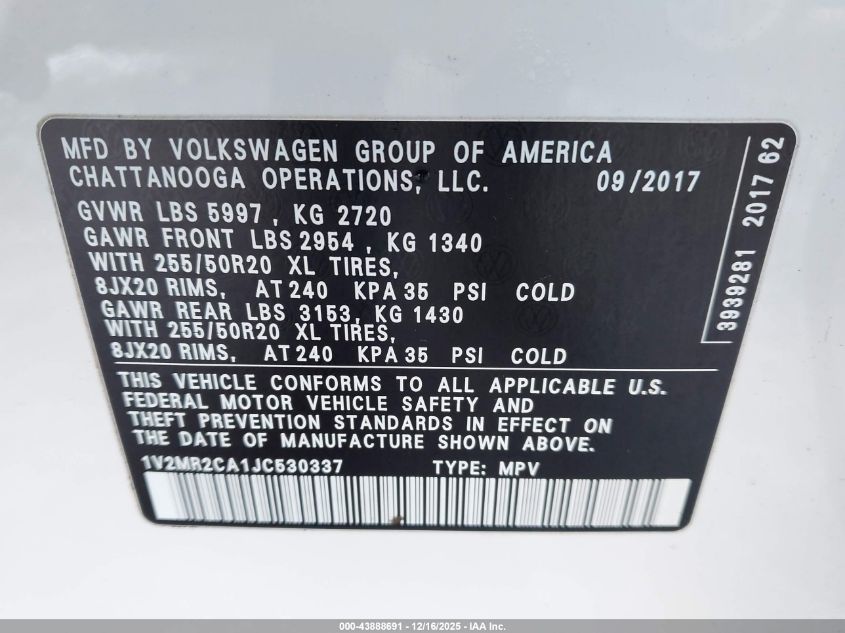 MFD BY VOLKSWAGEN GROUP OF AMERICA
CHATTANOOGA OPERATIONS, LLC. 09/2017
GVWR LBS 5997 , KG 2720
GAWR FRONT LBS 2954 , KG 1340
WITH 255/50R20 XL TIRES,
8JX20 RIMS, AT 240 KPA 35 PSI COLD
GAWR REAR LBS 3153, KG 1430
WITH 255/50R20 XL TIRES,
8JX20 RIMS, AT 240 KPA 35 PSI COLD
THIS VEHICLE CONFORMS TO ALL APPLICABLE U.S.
FEDERAL MOTOR VEHICLE SAFETY AND
THEFT PREVENTION STANDARDS IN EFFECT ON
THE DATE OF MANUFACTURE SHOWN ABOVE.
1V2MR2CA1JC530337 TYPE: MPV
3939281 2017 62
000-43888691 - 12/16/2025 - IAA Inc.